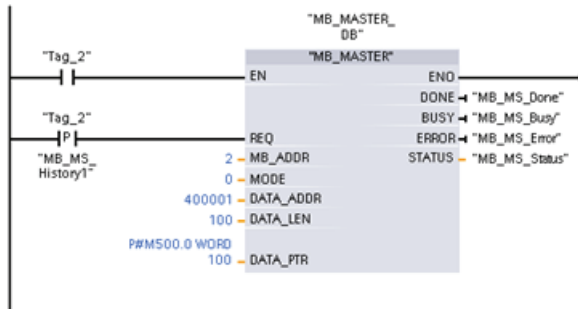 "MB_MASTER_
DB"
"Tag_2"
"MB_MASTER"
EN
ENO
DONE
"MB_MS_Done"
"Tag_2"
BUSY
"MB_MS_Busy"
P
REQ
ERROR
"MB_MS_Error"
"MB_MS_
History1"
2
MB_ADDR
STATUS
"MB_MS_Status"
0
MODE
400001
DATA_ADDR
100
DATA_LEN
P#M500.0 WORD
100
DATA_PTR